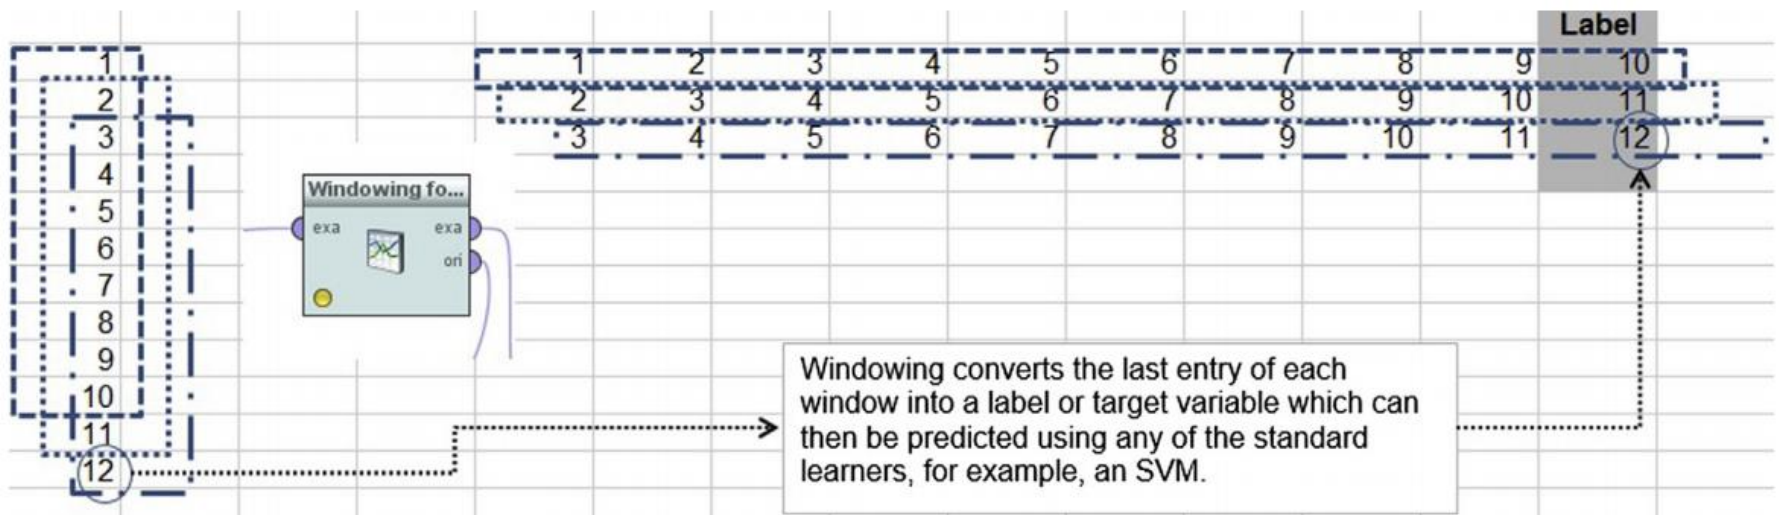 Label
1 2 3 4 5 6 7 8 9 10
2 3 4 5 6 7 8 9 10 11
3 4 5 6 7 8 9 10 11 12
1
2
3
4
5
6
7
8
9
10
11
12
Windowing fo...
exa exa
ori
Windowing converts the last entry of each
window into a label or target variable which can
then be predicted using any of the standard
learners, for example, an SVM.